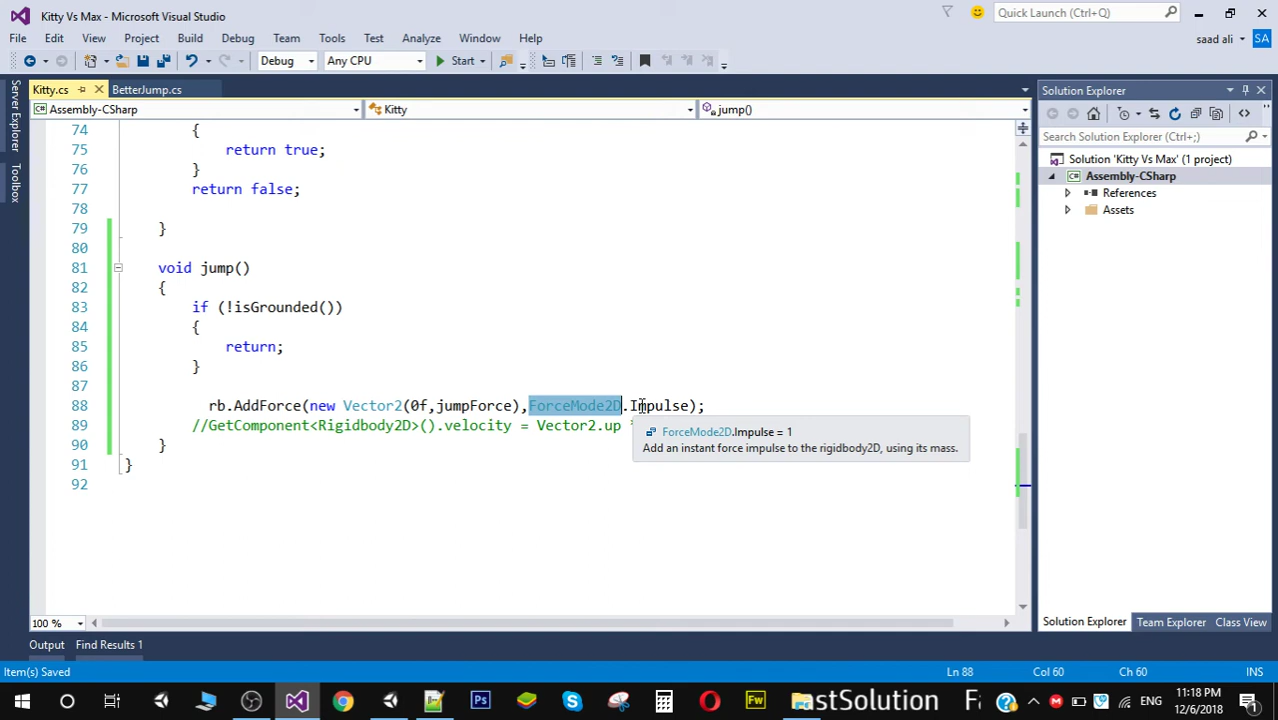 Kitty Vs Max - Microsoft Visual Studio
Quick Launch (Ctrl+Q)
File Edit View Project Build Debug Team Tools Test Analyze Window Help
saad ali SA
Debug Any CPU Start
Kitty.cs BetterJump.cs
Solution Explorer
Assembly-CSharp Kitty jump()
Search Solution Explorer (Ctrl+;)
Server Explorer
Toolbox
Solution 'Kitty Vs Max' (1 project)
Assembly-CSharp
References
Assets
74 {
75 return true;
76 }
77 return false;
78
79 }
80
81 void jump()
82 {
83 if (!isGrounded())
84 {
85 return;
86 }
87
88 rb.AddForce(new Vector2(0f,jumpForce),ForceMode2D.Impulse);
89 //GetComponent<Rigidbody2D>().velocity = Vector2.up
ForceMode2D.Impulse = 1
Add an instant force impulse to the rigidbody2D, using its mass.
90 }
91 }
92
100 %
Solution Explorer Team Explorer Class View
Output Find Results 1
Item(s) Saved Ln 88 Col 60 Ch 60 INS
astSolution
ENG
11:18 PM
12/6/2018